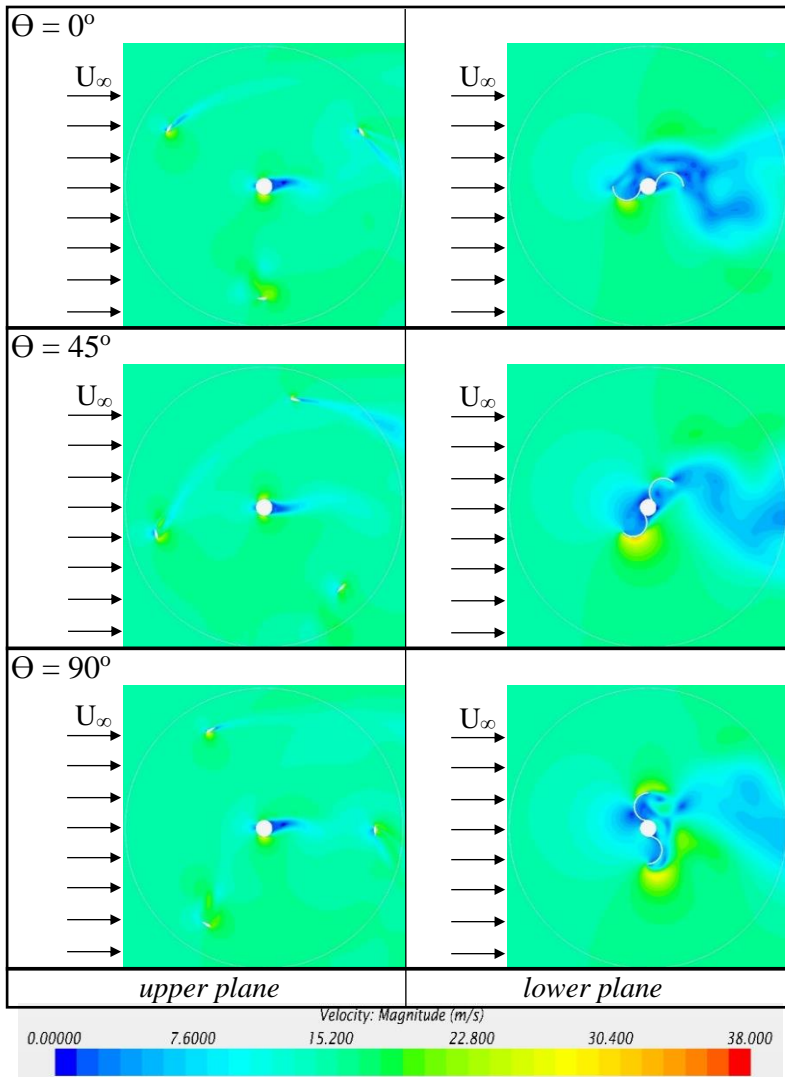 Ө = 0º
U∞
U∞
Ө = 45º
U∞
U∞
Ө = 90º
U∞
U∞
upper plane lower plane
Velocity: Magnitude (m/s)
0.00000 7.6000 15.200 22.800 30.400 38.000